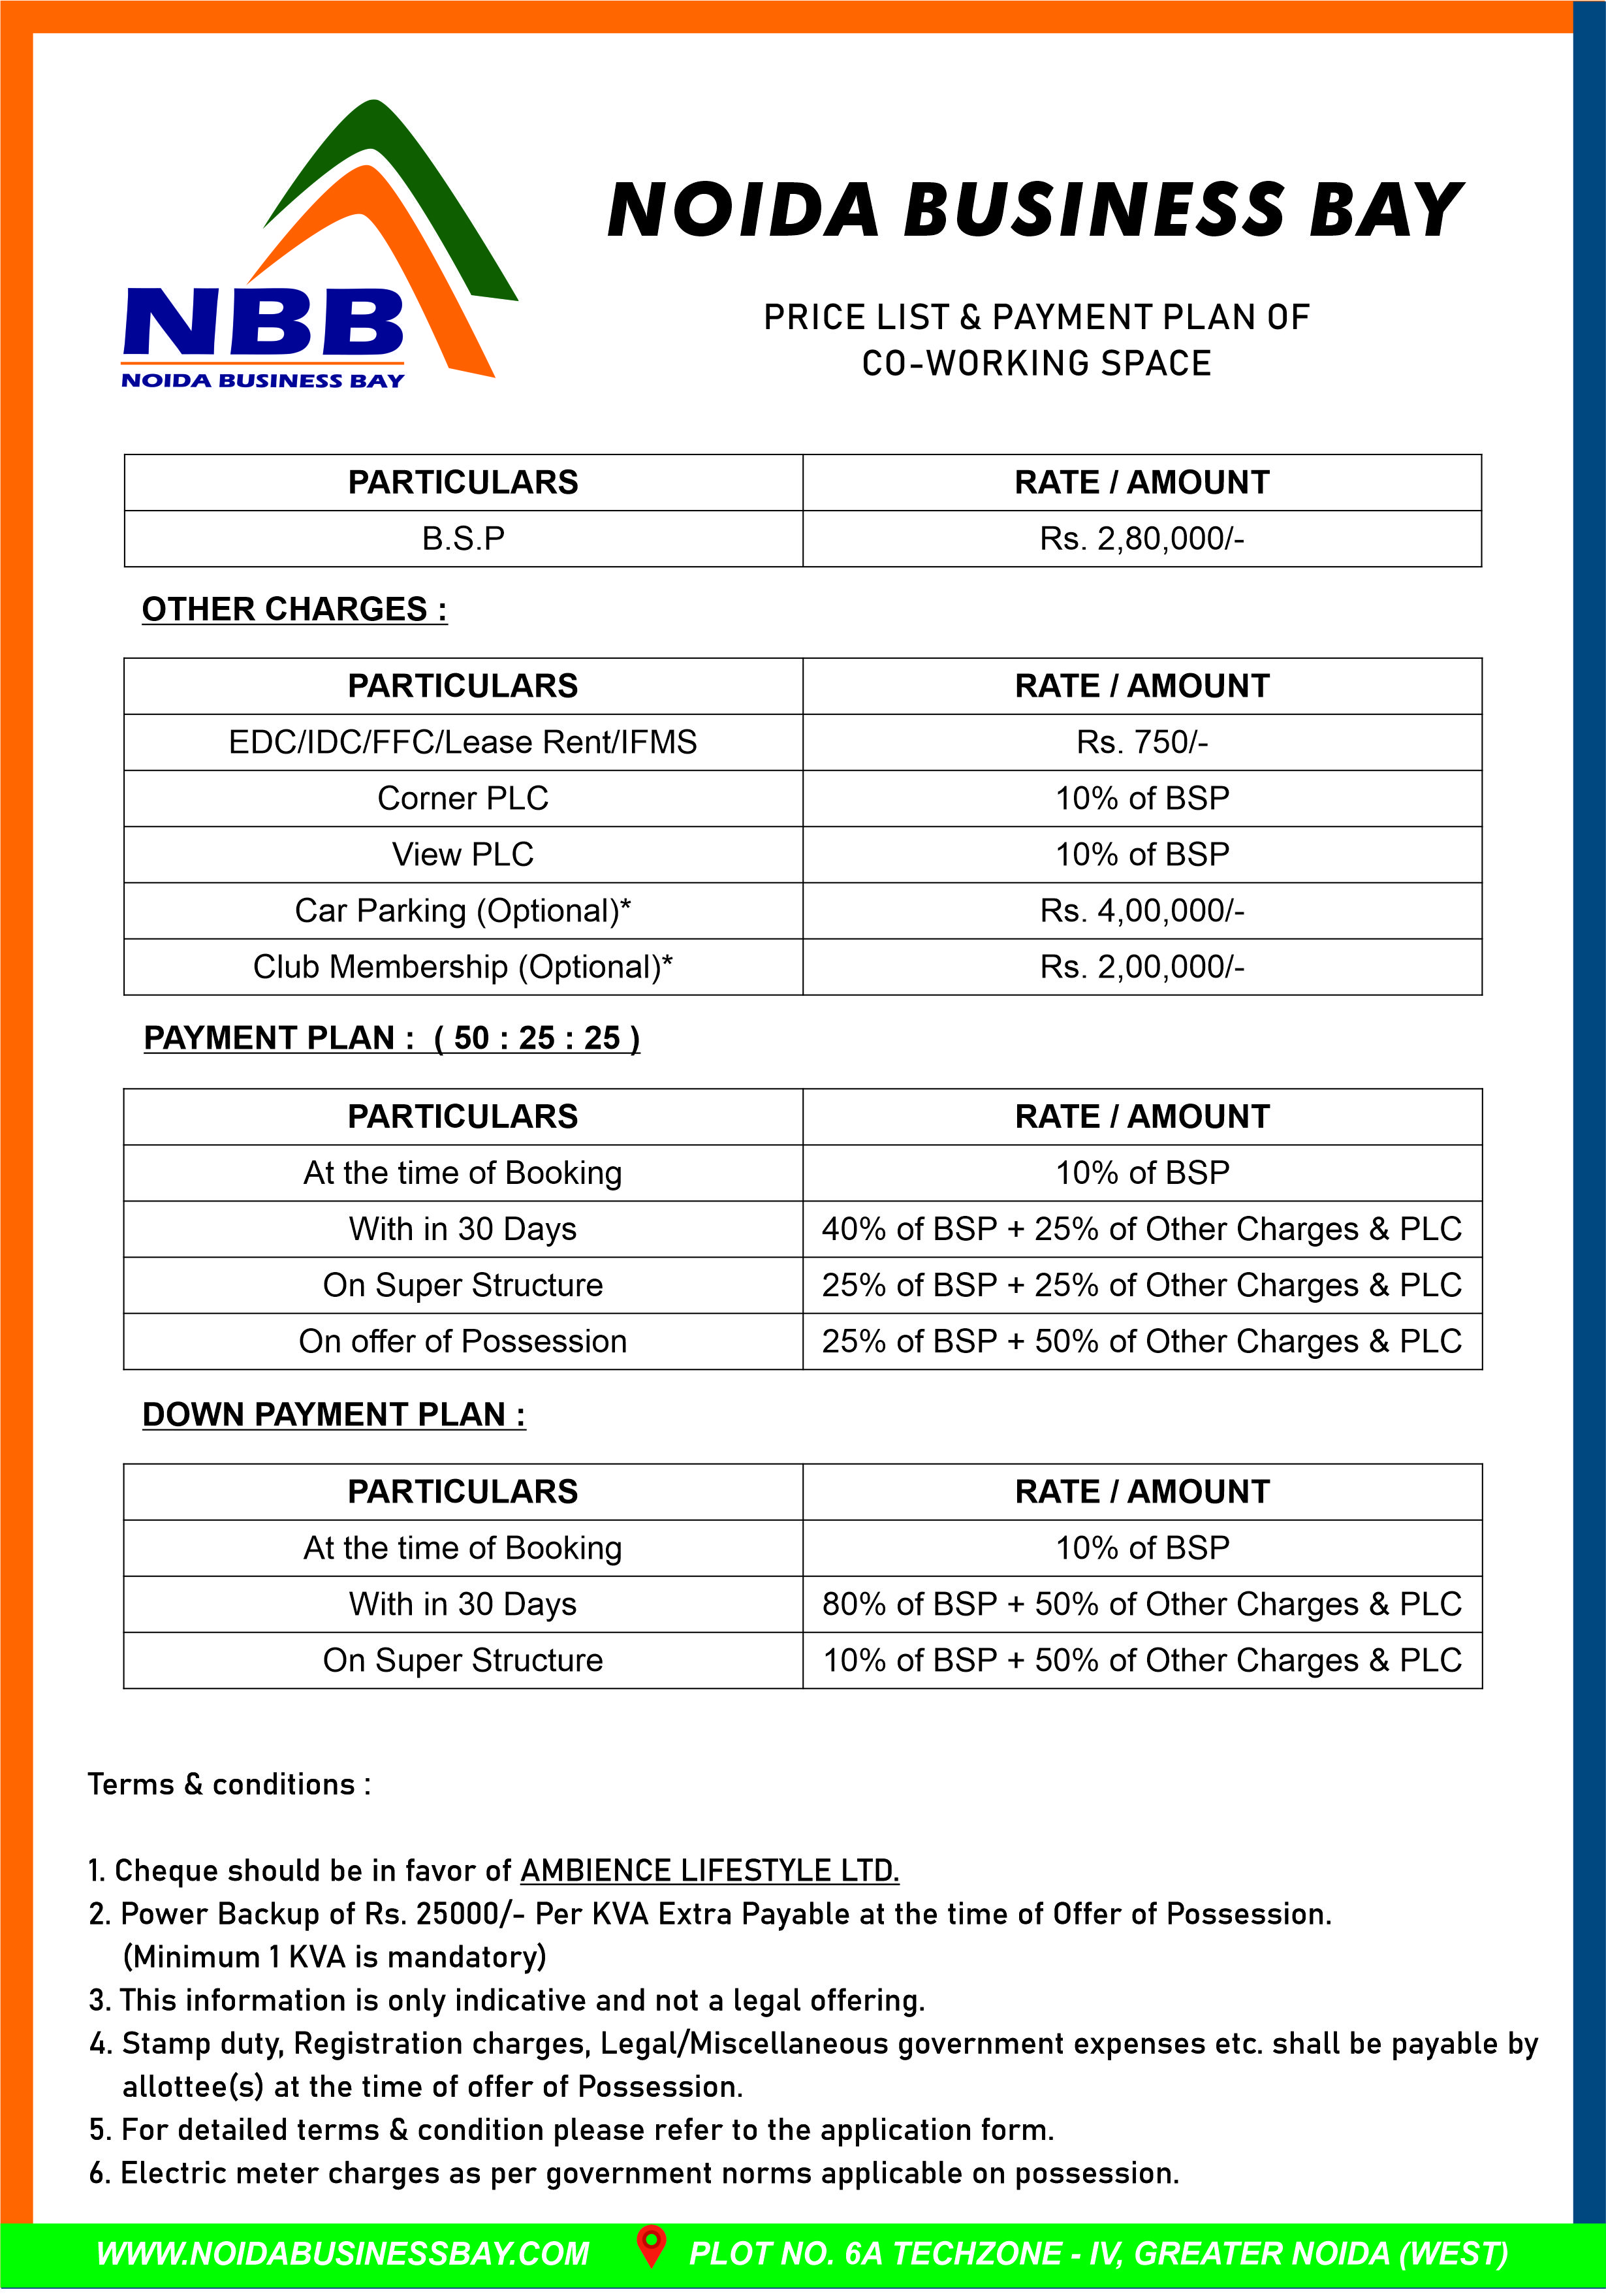 NBB
NOIDA BUSINESS BAY
NOIDA BUSINESS BAY
PRICE LIST & PAYMENT PLAN OF
CO-WORKING SPACE
PARTICULARS RATE / AMOUNT
B.S.P Rs. 2,80,000/-
OTHER CHARGES :
PARTICULARS RATE / AMOUNT
EDC/IDC/FFC/Lease Rent/IFMS Rs. 750/-
Corner PLC 10% of BSP
View PLC 10% of BSP
Car Parking (Optional)* Rs. 4,00,000/-
Club Membership (Optional)* Rs. 2,00,000/-
PAYMENT PLAN : ( 50 : 25 : 25 )
PARTICULARS RATE / AMOUNT
At the time of Booking 10% of BSP
With in 30 Days 40% of BSP + 25% of Other Charges & PLC
On Super Structure 25% of BSP + 25% of Other Charges & PLC
On offer of Possession 25% of BSP + 50% of Other Charges & PLC
DOWN PAYMENT PLAN :
PARTICULARS RATE / AMOUNT
At the time of Booking 10% of BSP
With in 30 Days 80% of BSP + 50% of Other Charges & PLC
On Super Structure 10% of BSP + 50% of Other Charges & PLC
Terms & conditions :
1. Cheque should be in favor of AMBIENCE LIFESTYLE LTD.
2. Power Backup of Rs. 25000/- Per KVA Extra Payable at the time of Offer of Possession.
(Minimum 1 KVA is mandatory)
3. This information is only indicative and not a legal offering.
4. Stamp duty, Registration charges, Legal/Miscellaneous government expenses etc. shall be payable by
allottee(s) at the time of offer of Possession.
5. For detailed terms & condition please refer to the application form.
6. Electric meter charges as per government norms applicable on possession.
WWW.NOIDABUSINESSBAY.COM PLOT NO. 6A TECHZONE - IV, GREATER NOIDA (WEST)